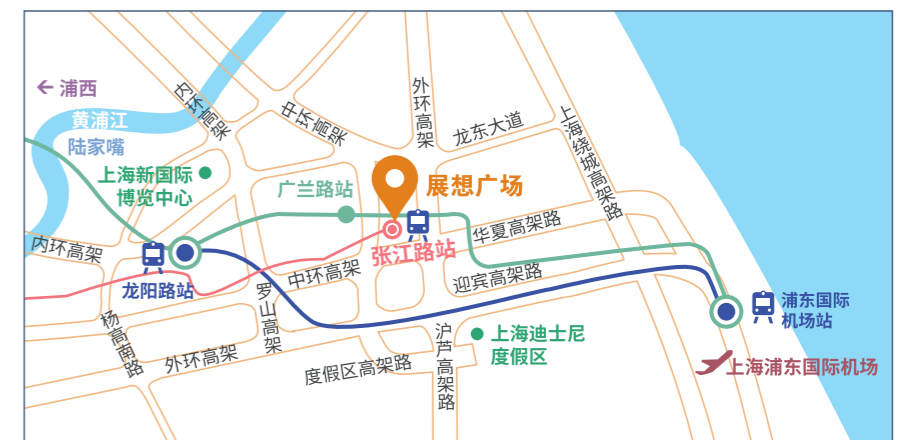 ← 浦西
黄浦江
陆家嘴
上海新国际
博览中心
内环高架
中环高架
外环高架
龙东大道
上海绕城高架路
广兰路站
展想广场
张江路站
华夏高架路
迎宾高架路
内环高架
龙阳路站
中环高架
罗山高架
杨高南路
外环高架
度假区高架路
沪芦高架路
上海迪士尼
度假区
浦东国际
机场站
上海浦东国际机场